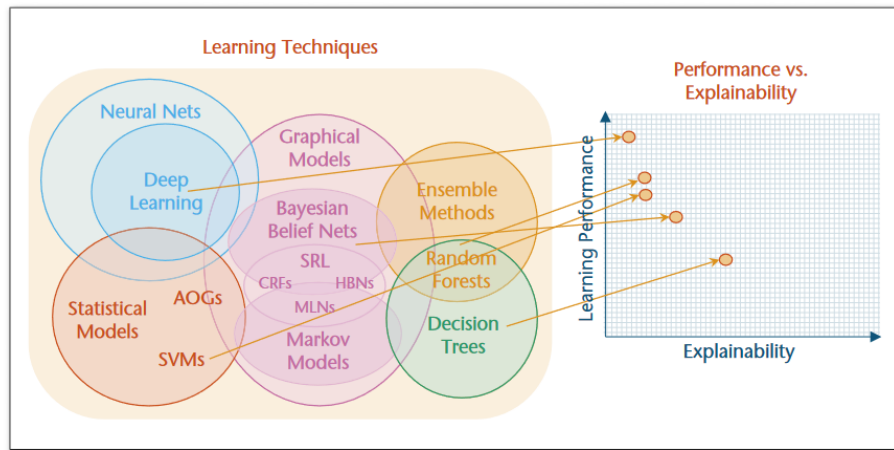 Learning Techniques
Neural Nets
Deep
Learning
Graphical
Models
Bayesian
Belief Nets
SRL
CRFs
HBNs
MLNs
Markov
Models
Ensemble
Methods
Random
Forests
Decision
Trees
Statistical
Models
AOGs
SVMs
Performance vs.
Explainability
Learning Performance
Explainability